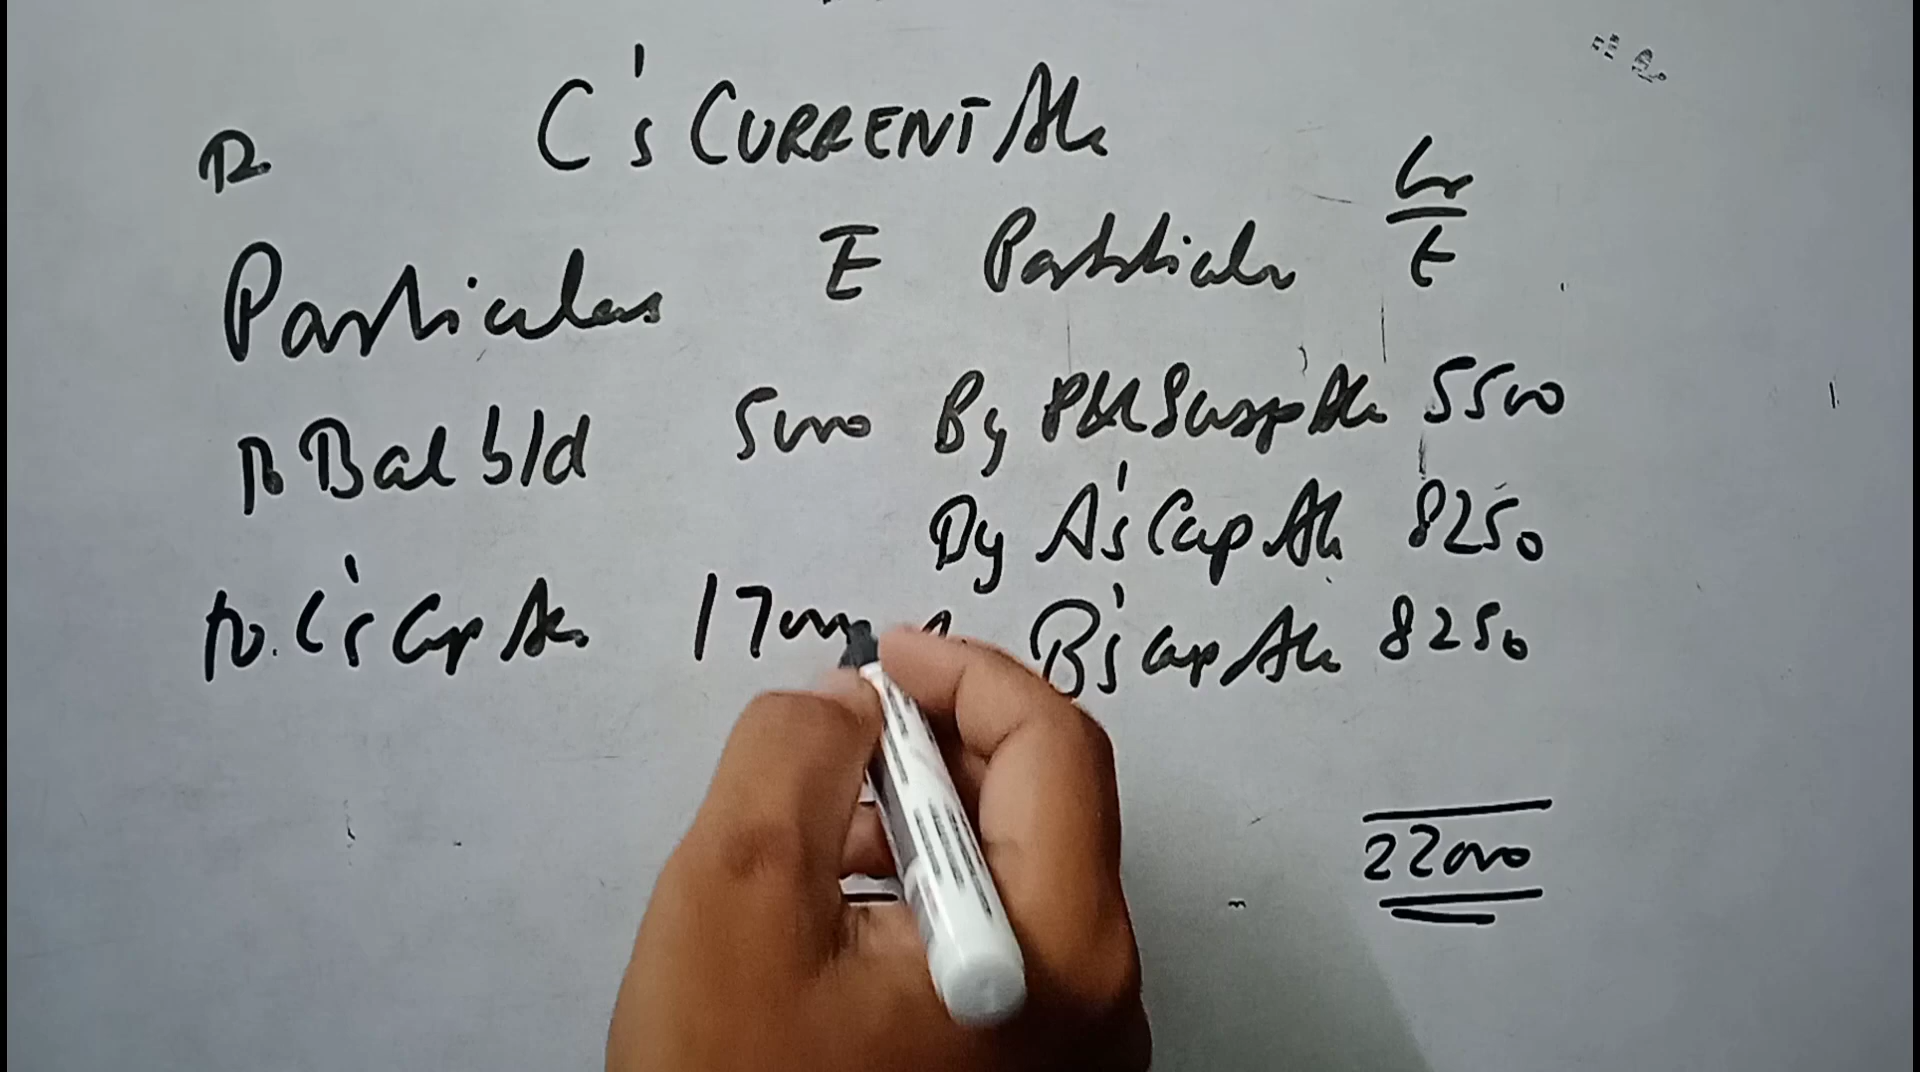 C's CURRENT A/c
Dr
Cr
Particulars ₹ Particulars ₹
To Bal b/d 5000 By P&L Susp A/c 5500
By A's Cap A/c 8250
To C's Cap A/c 17000 B's Cap A/c 8250
22000